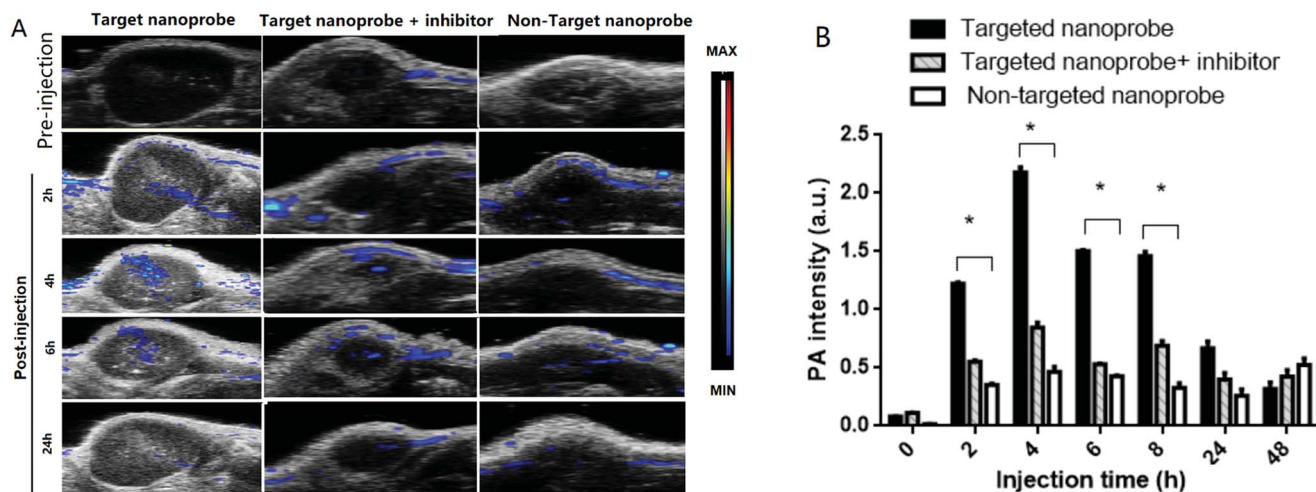 A
Target nanoprobe
Target nanoprobe + inhibitor
Non-Target nanoprobe
Pre-injection
Post-injection
2h
4h
6h
24h
MAX
MIN
B
Targeted nanoprobe
Targeted nanoprobe+ inhibitor
Non-targeted nanoprobe
PA intensity (a.u.)
2.5
2.0
1.5
1.0
0.5
0.0
*
*
*
*
0
2
4
6
8
24
48
Injection time (h)